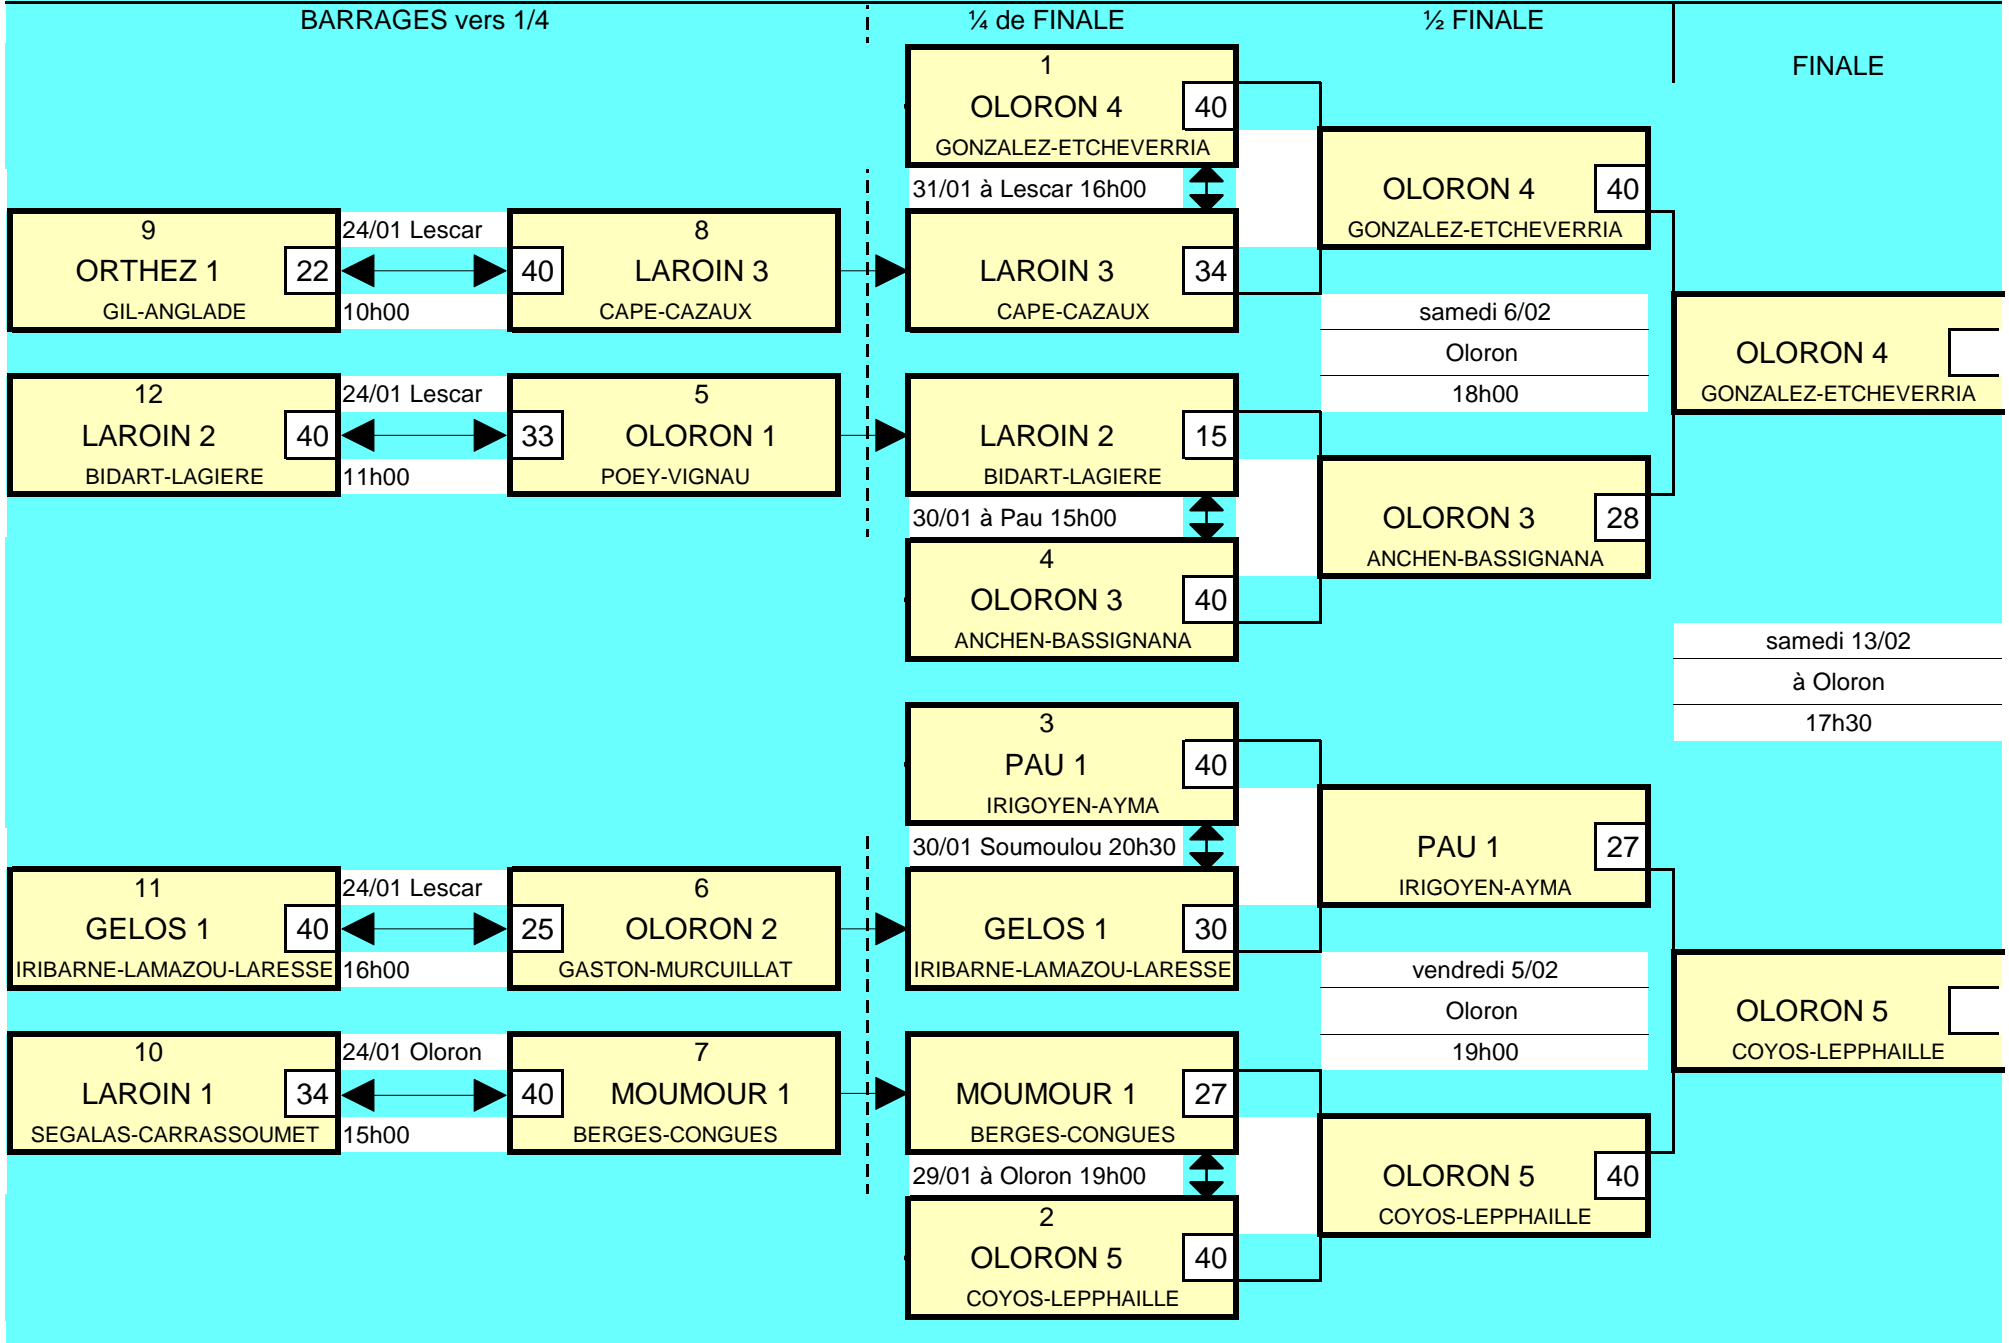 BARRAGES vers 1/4
¼ de FINALE
½ FINALE
FINALE
9
ORTHEZ 1
22
GIL-ANGLADE
24/01 Lescar
10h00
8
40
LAROIN 3
CAPE-CAZAUX
12
LAROIN 2
40
BIDART-LAGIERE
24/01 Lescar
11h00
5
33
OLORON 1
POEY-VIGNAU
11
GELOS 1
40
IRIBARNE-LAMAZOU-LARESSE
24/01 Lescar
16h00
6
25
OLORON 2
GASTON-MURCUILLAT
10
LAROIN 1
34
SEGALAS-CARRASSOUMET
24/01 Oloron
15h00
7
40
MOUMOUR 1
BERGES-CONGUES
1
OLORON 4
40
GONZALEZ-ETCHEVERRIA
31/01 à Lescar 16h00
LAROIN 3
34
CAPE-CAZAUX
LAROIN 2
15
BIDART-LAGIERE
30/01 à Pau 15h00
4
OLORON 3
40
ANCHEN-BASSIGNANA
3
PAU 1
40
IRIGOYEN-AYMA
30/01 Soumoulou 20h30
GELOS 1
30
IRIBARNE-LAMAZOU-LARESSE
MOUMOUR 1
27
BERGES-CONGUES
29/01 à Oloron 19h00
2
OLORON 5
40
COYOS-LEPPHAILLE
OLORON 4
40
GONZALEZ-ETCHEVERRIA
samedi 6/02
Oloron
18h00
OLORON 3
28
ANCHEN-BASSIGNANA
PAU 1
27
IRIGOYEN-AYMA
vendredi 5/02
Oloron
19h00
OLORON 5
40
COYOS-LEPPHAILLE
OLORON 4
GONZALEZ-ETCHEVERRIA
samedi 13/02
à Oloron
17h30
OLORON 5
COYOS-LEPPHAILLE